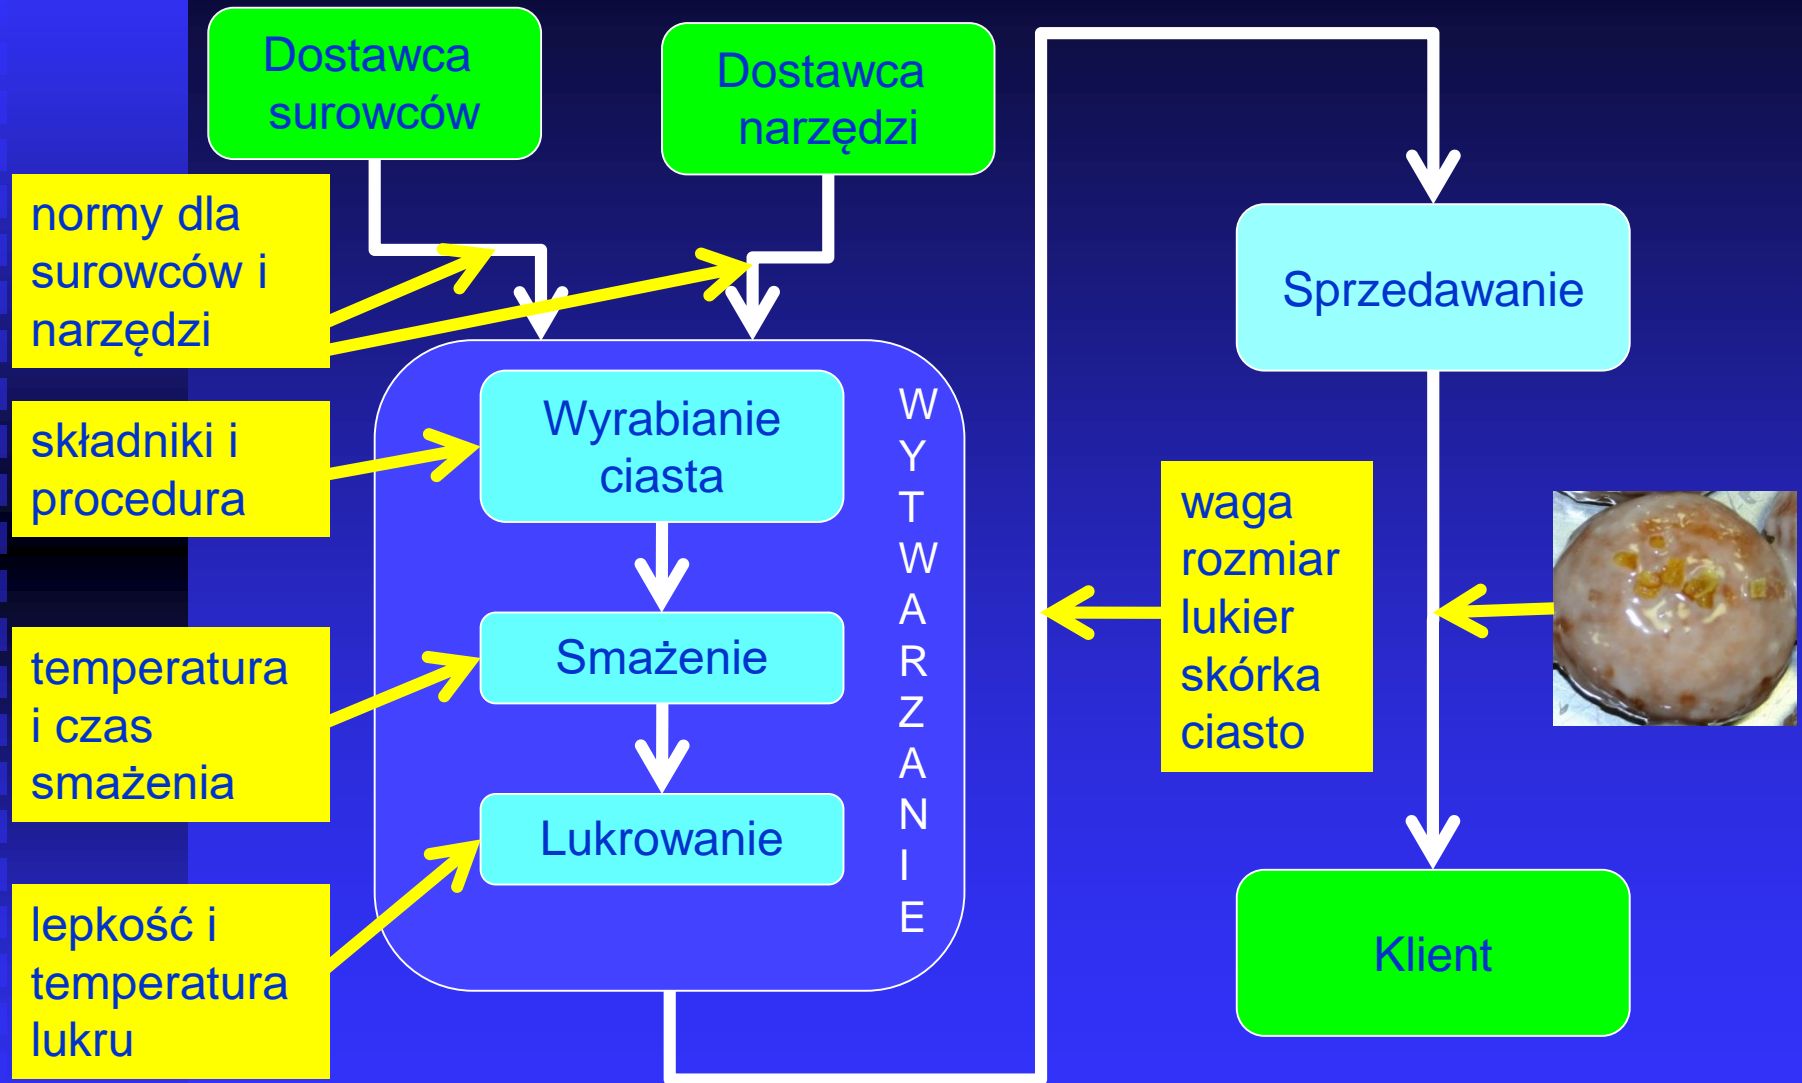 Dostawca
surowców
Dostawca
narzędzi
normy dla
surowców i
narzędzi
składniki i
procedura
temperatura
i czas
smażenia
lepkość i
temperatura
lukru
Wyrabianie
ciasta
Smażenie
Lukrowanie
W
Y
T
W
A
R
Z
A
N
I
E
Sprzedawanie
waga
rozmiar
lukier
skórka
ciasto
Klient